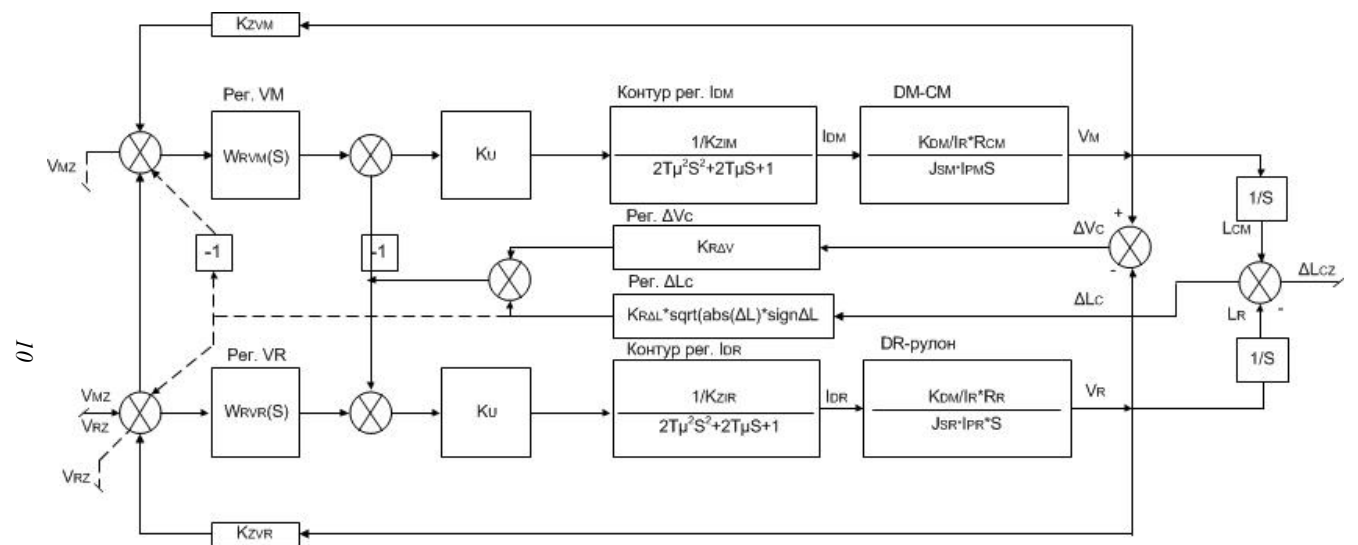 KZVM
Рег. VM
Контур рег. IDM
DM-CM
VMZ
WRVM(S)
KU
1/KZIM
2Tμ²S²+2TμS+1
IDM
KDM/IR*RCM
JSM*IPMS
VM
1/S
Рег. ΔVC
+
ΔVC
-
LCM
-1
-1
KRΔV
Рег. ΔLC
ΔLCZ
KRΔL*sqrt(abs(ΔL)*signΔL
ΔLC
LR
-
10
Рег. VR
Контур рег. IDR
DR-рулон
1/S
VMZ
VRZ
WRVR(S)
KU
1/KZIR
2Tμ²S²+2TμS+1
IDR
KDM/IR*RR
JSR*IPR*S
VR
VRZ
KZVR